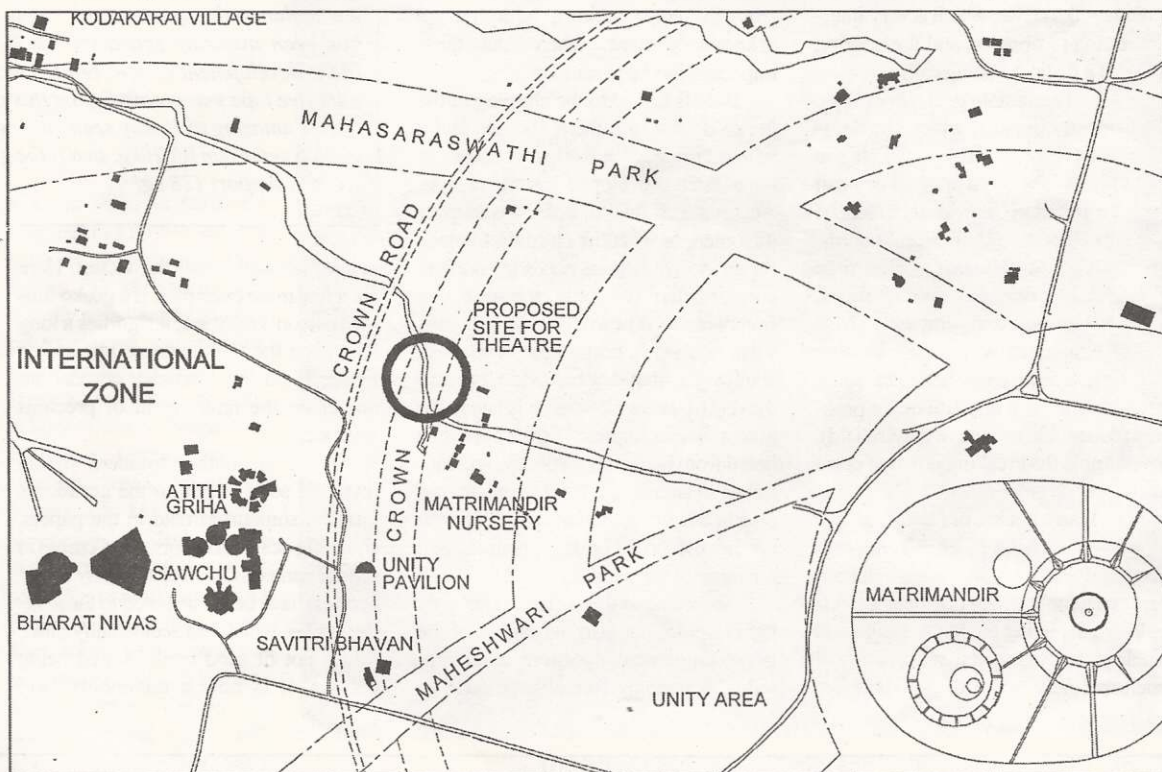 KODAKARAI VILLAGE
MAHASARASWATHI PARK
CROWN ROAD
PROPOSED
SITE FOR
THEATRE
INTERNATIONAL
ZONE
CROWN
ATITHI
GRIHA
MATRIMANDIR
NURSERY
SAWCHU
UNITY
PAVILION
PARK
MATRIMANDIR
BHARAT NIVAS
SAVITRI BHAVAN
MAHESHWARI
UNITY AREA